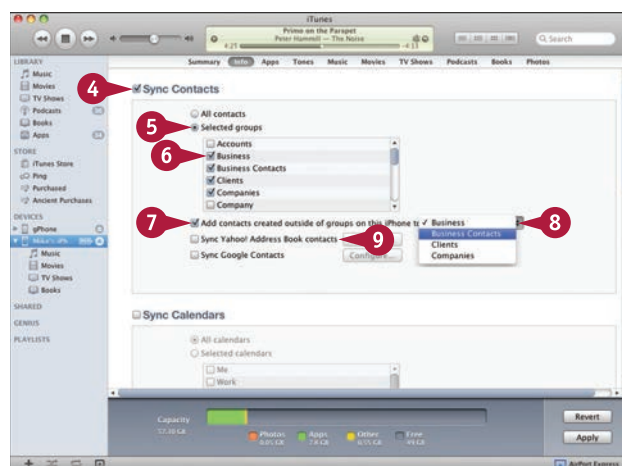 iTunes
Primo on the Parapet
Peter Hammill — Thin Noise
4:25
-4:13
Search
LIBRARY
Music
Movies
TV Shows
Podcasts
Books
Apps
STORE
iTunes Store
Ping
Purchased
Ancient Purchases
DEVICES
gPhone
Mike's iPh...
Music
Movies
TV Shows
Books
SHARED
GENIUS
PLAYLISTS
Summary Info Apps Tones Music Movies TV Shows Podcasts Books Photos
4 Sync Contacts
All contacts
5 Selected groups
Accounts
6 Business
Business Contacts
Clients
Companies
Company
7 Add contacts created outside of groups on this iPhone to ✓ Business 8
Business Contacts
Clients
Companies
Sync Yahoo! Address Book contacts 9
Sync Google Contacts Configure...
Sync Calendars
All calendars
Selected calendars
Me
Work
Capacity
Photos Apps Other Free
Revert
Apply
AirPort Express